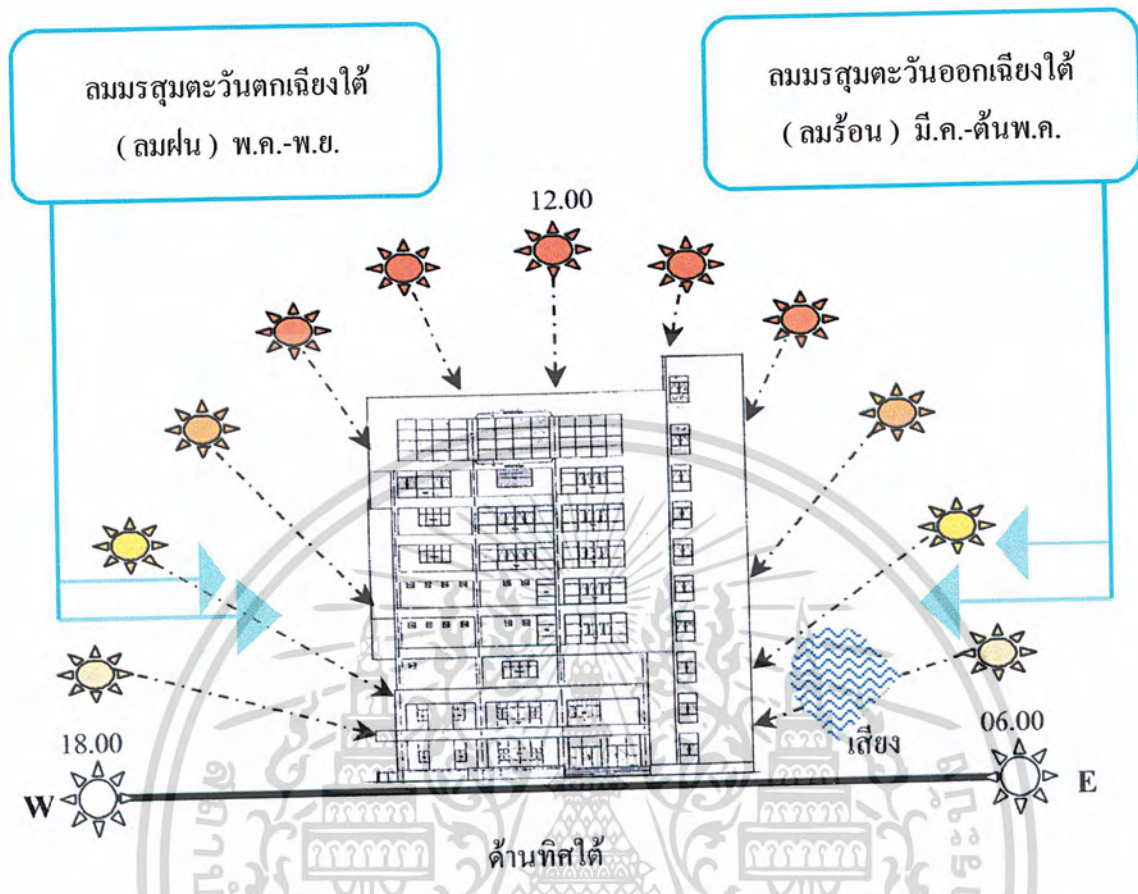 ลมมรสุมตะวันตกเฉียงใต้
( ลมฝน ) พ.ค.-พ.ย.
ลมมรสุมตะวันออกเฉียงใต้
( ลมร้อน ) มี.ค.-ต้นพ.ค.
12.00
เสียง
18.00
06.00
W
E
ด้านทิศใต้